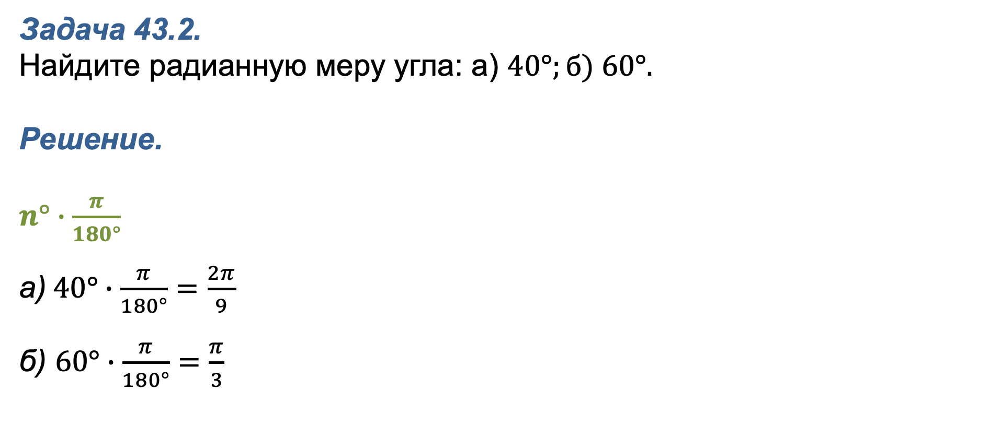 Задача 43.2.
Найдите радианную меру угла: а) 40°; б) 60°.
Решение.
n° · π/180°
а) 40° · π/180° = 2π/9
б) 60° · π/180° = π/3